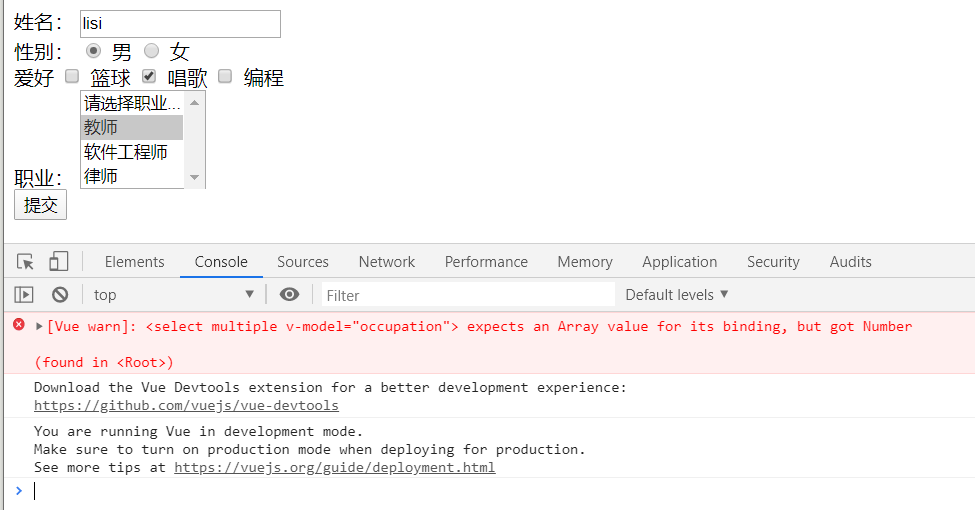 姓名： lisi
性别： 男 女
爱好 篮球 唱歌 编程
请选择职业...
教师
软件工程师
律师
职业：
提交
Elements Console Sources Network Performance Memory Application Security Audits
top Filter Default levels
[Vue warn]: <select multiple v-model="occupation"> expects an Array value for its binding, but got Number
(found in <Root>)
Download the Vue Devtools extension for a better development experience:
https://github.com/vuejs/vue-devtools
You are running Vue in development mode.
Make sure to turn on production mode when deploying for production.
See more tips at https://vuejs.org/guide/deployment.html